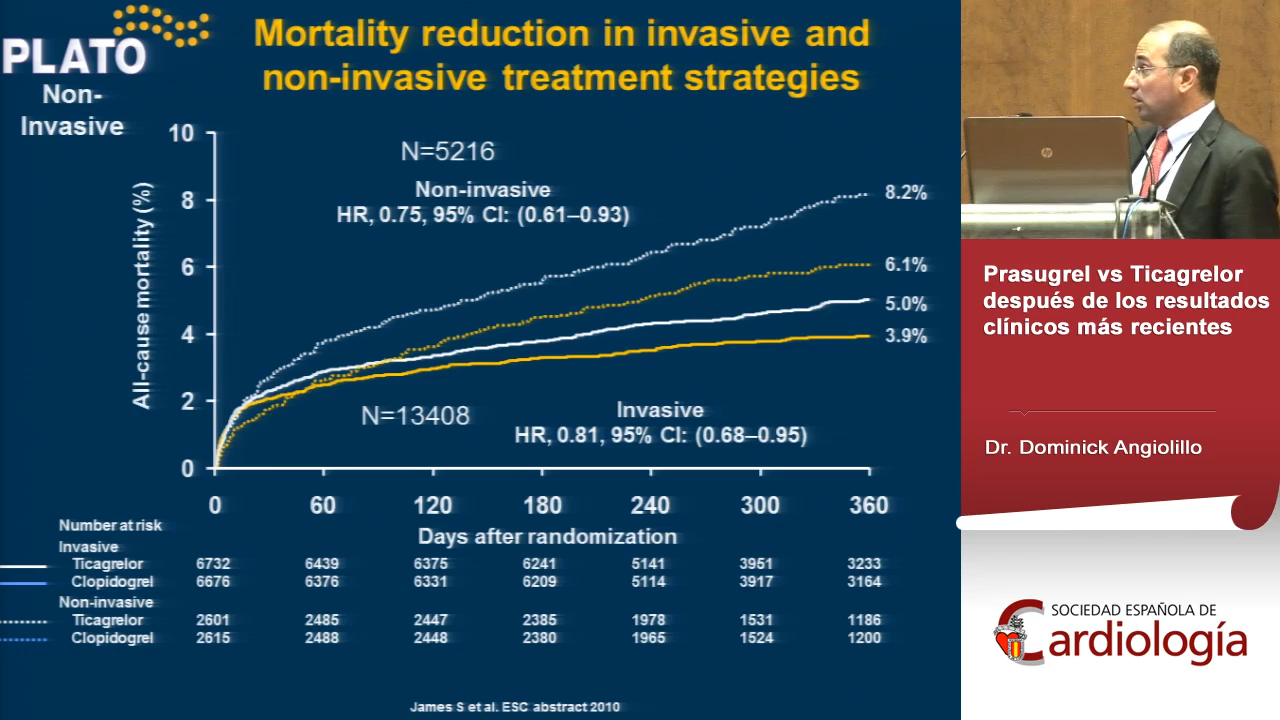 PLATO
Non-
Invasive
Mortality reduction in invasive and
non-invasive treatment strategies
All-cause mortality (%)
10
8
6
4
2
0
N=5216
Non-invasive
HR, 0.75, 95% CI: (0.61–0.93)
8.2%
6.1%
5.0%
3.9%
N=13408
Invasive
HR, 0.81, 95% CI: (0.68–0.95)
0 60 120 180 240 300 360
Days after randomization
Number at risk
Invasive
Ticagrelor 6732 6439 6375 6241 5141 3951 3233
Clopidogrel 6676 6376 6331 6209 5114 3917 3164
Non-invasive
Ticagrelor 2601 2485 2447 2385 1978 1531 1186
Clopidogrel 2615 2488 2448 2380 1965 1524 1200
James S et al. ESC abstract 2010
hp
Prasugrel vs Ticagrelor
después de los resultados
clínicos más recientes
Dr. Dominick Angiolillo
SOCIEDAD ESPAÑOLA DE
Cardiología